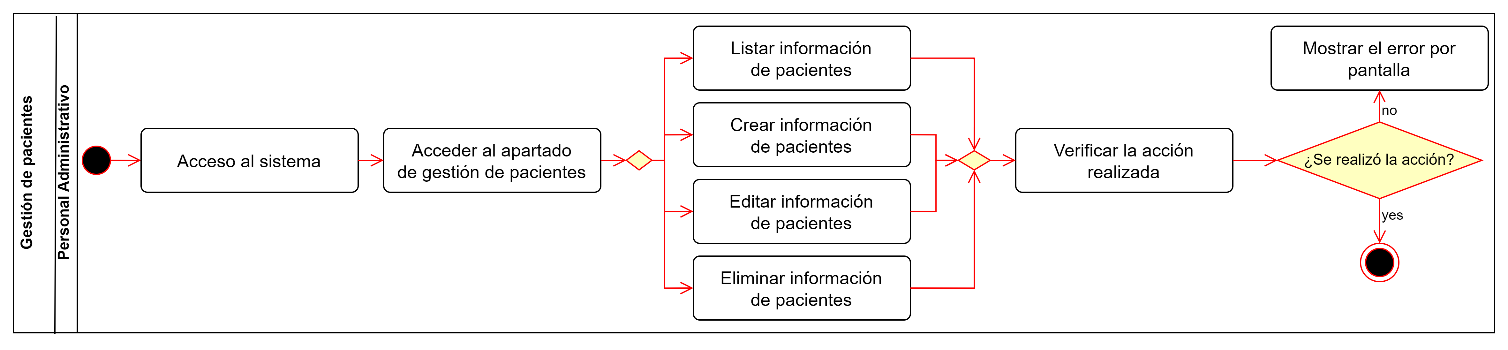 Gestión de pacientes
Personal Administrativo
Acceso al sistema
Acceder al apartado
de gestión de pacientes
Listar información
de pacientes
Crear información
de pacientes
Editar información
de pacientes
Eliminar información
de pacientes
Verificar la acción
realizada
Mostrar el error por
pantalla
no
¿Se realizó la acción?
yes